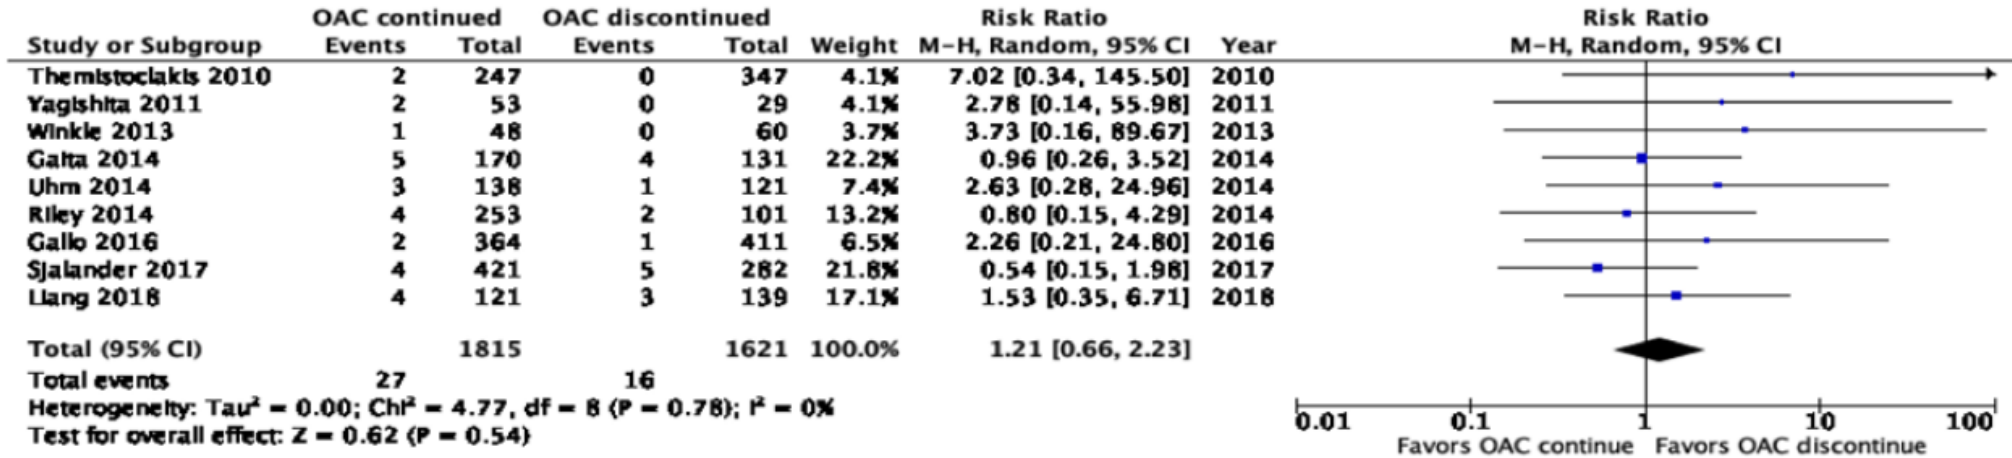 OAC continued OAC discontinued Risk Ratio Risk Ratio
Study or Subgroup Events Total Events Total Weight M-H, Random, 95% CI Year M-H, Random, 95% CI
Themistoclakis 2010 2 247 0 347 4.1% 7.02 [0.34, 145.50] 2010
Yagishita 2011 2 53 0 29 4.1% 2.78 [0.14, 55.98] 2011
Winkle 2013 1 48 0 60 3.7% 3.73 [0.16, 89.67] 2013
Gaita 2014 5 170 4 131 22.2% 0.96 [0.26, 3.52] 2014
Uhm 2014 3 138 1 121 7.4% 2.63 [0.28, 24.96] 2014
Riley 2014 4 253 2 101 13.2% 0.80 [0.15, 4.29] 2014
Gallo 2016 2 364 1 411 6.5% 2.26 [0.21, 24.80] 2016
Sjalander 2017 4 421 5 282 21.8% 0.54 [0.15, 1.98] 2017
Liang 2018 4 121 3 139 17.1% 1.53 [0.35, 6.71] 2018
Total (95% CI) 1815 1621 100.0% 1.21 [0.66, 2.23]
Total events 27 16
Heterogeneity: Tau² = 0.00; Chi² = 4.77, df = 8 (P = 0.78); I² = 0%
Test for overall effect: Z = 0.62 (P = 0.54)
0.01 0.1 1 10 100
Favors OAC continue Favors OAC discontinue